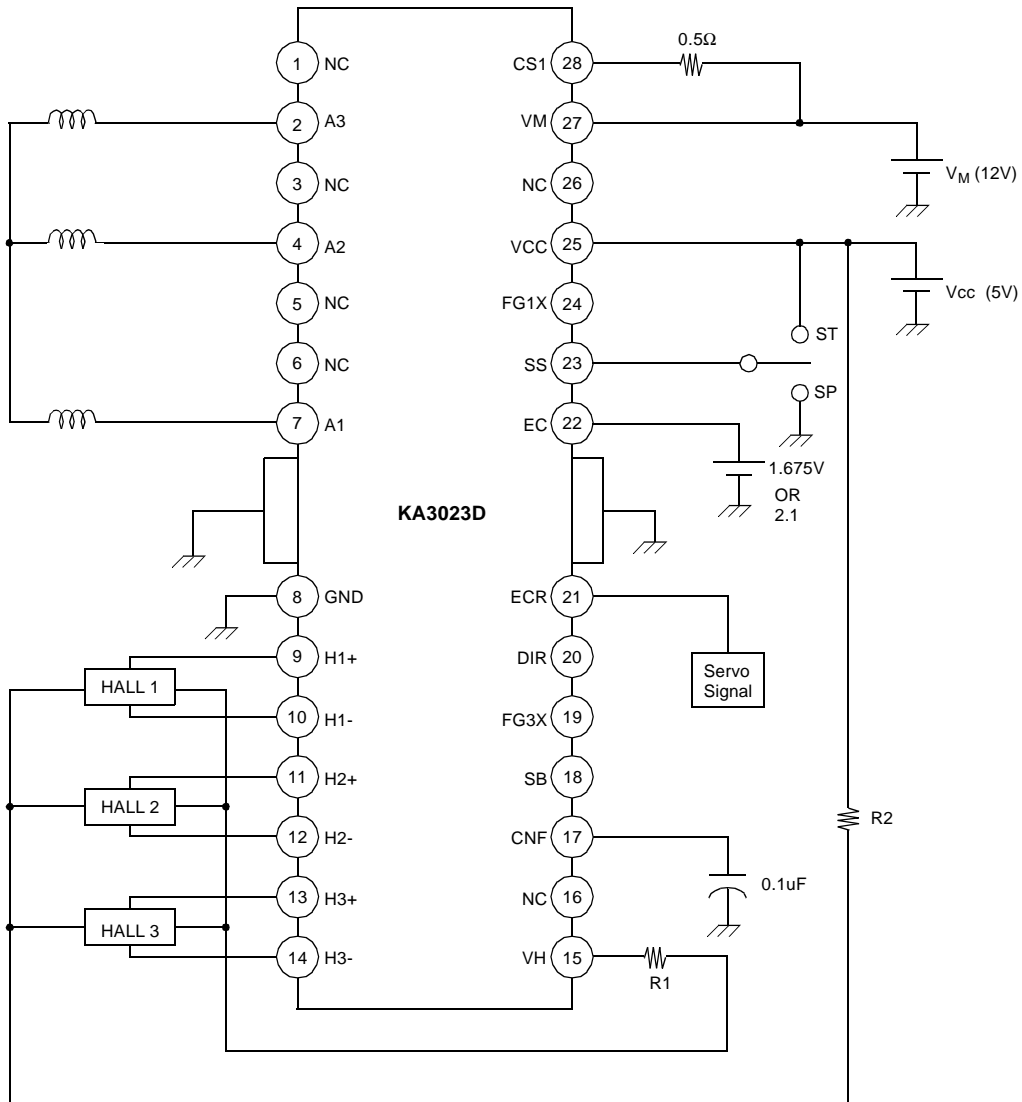 0.5Ω
1 NC
CS1 28
2 A3
VM 27
3 NC
NC 26
VM (12V)
4 A2
VCC 25
5 NC
FG1X 24
Vcc (5V)
ST
6 NC
SS 23
SP
7 A1
EC 22
1.675V
OR
2.1
KA3023D
8 GND
ECR 21
9 H1+
DIR 20
Servo
Signal
HALL 1
10 H1-
FG3X 19
11 H2+
SB 18
HALL 2
R2
12 H2-
CNF 17
13 H3+
NC 16
0.1uF
HALL 3
14 H3-
VH 15
R1